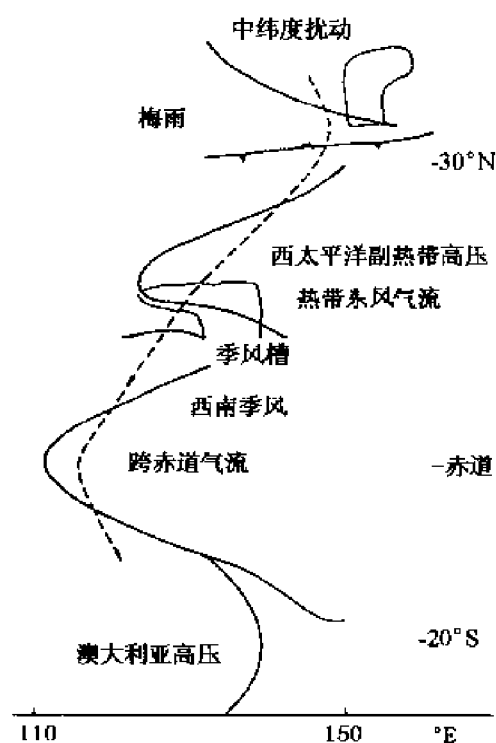 中纬度扰动
梅雨
-30°N
西太平洋副热带高压
热带东风气流
季风槽
西南季风
跨赤道气流
-赤道
-20°S
澳大利亚高压
110
150
°E